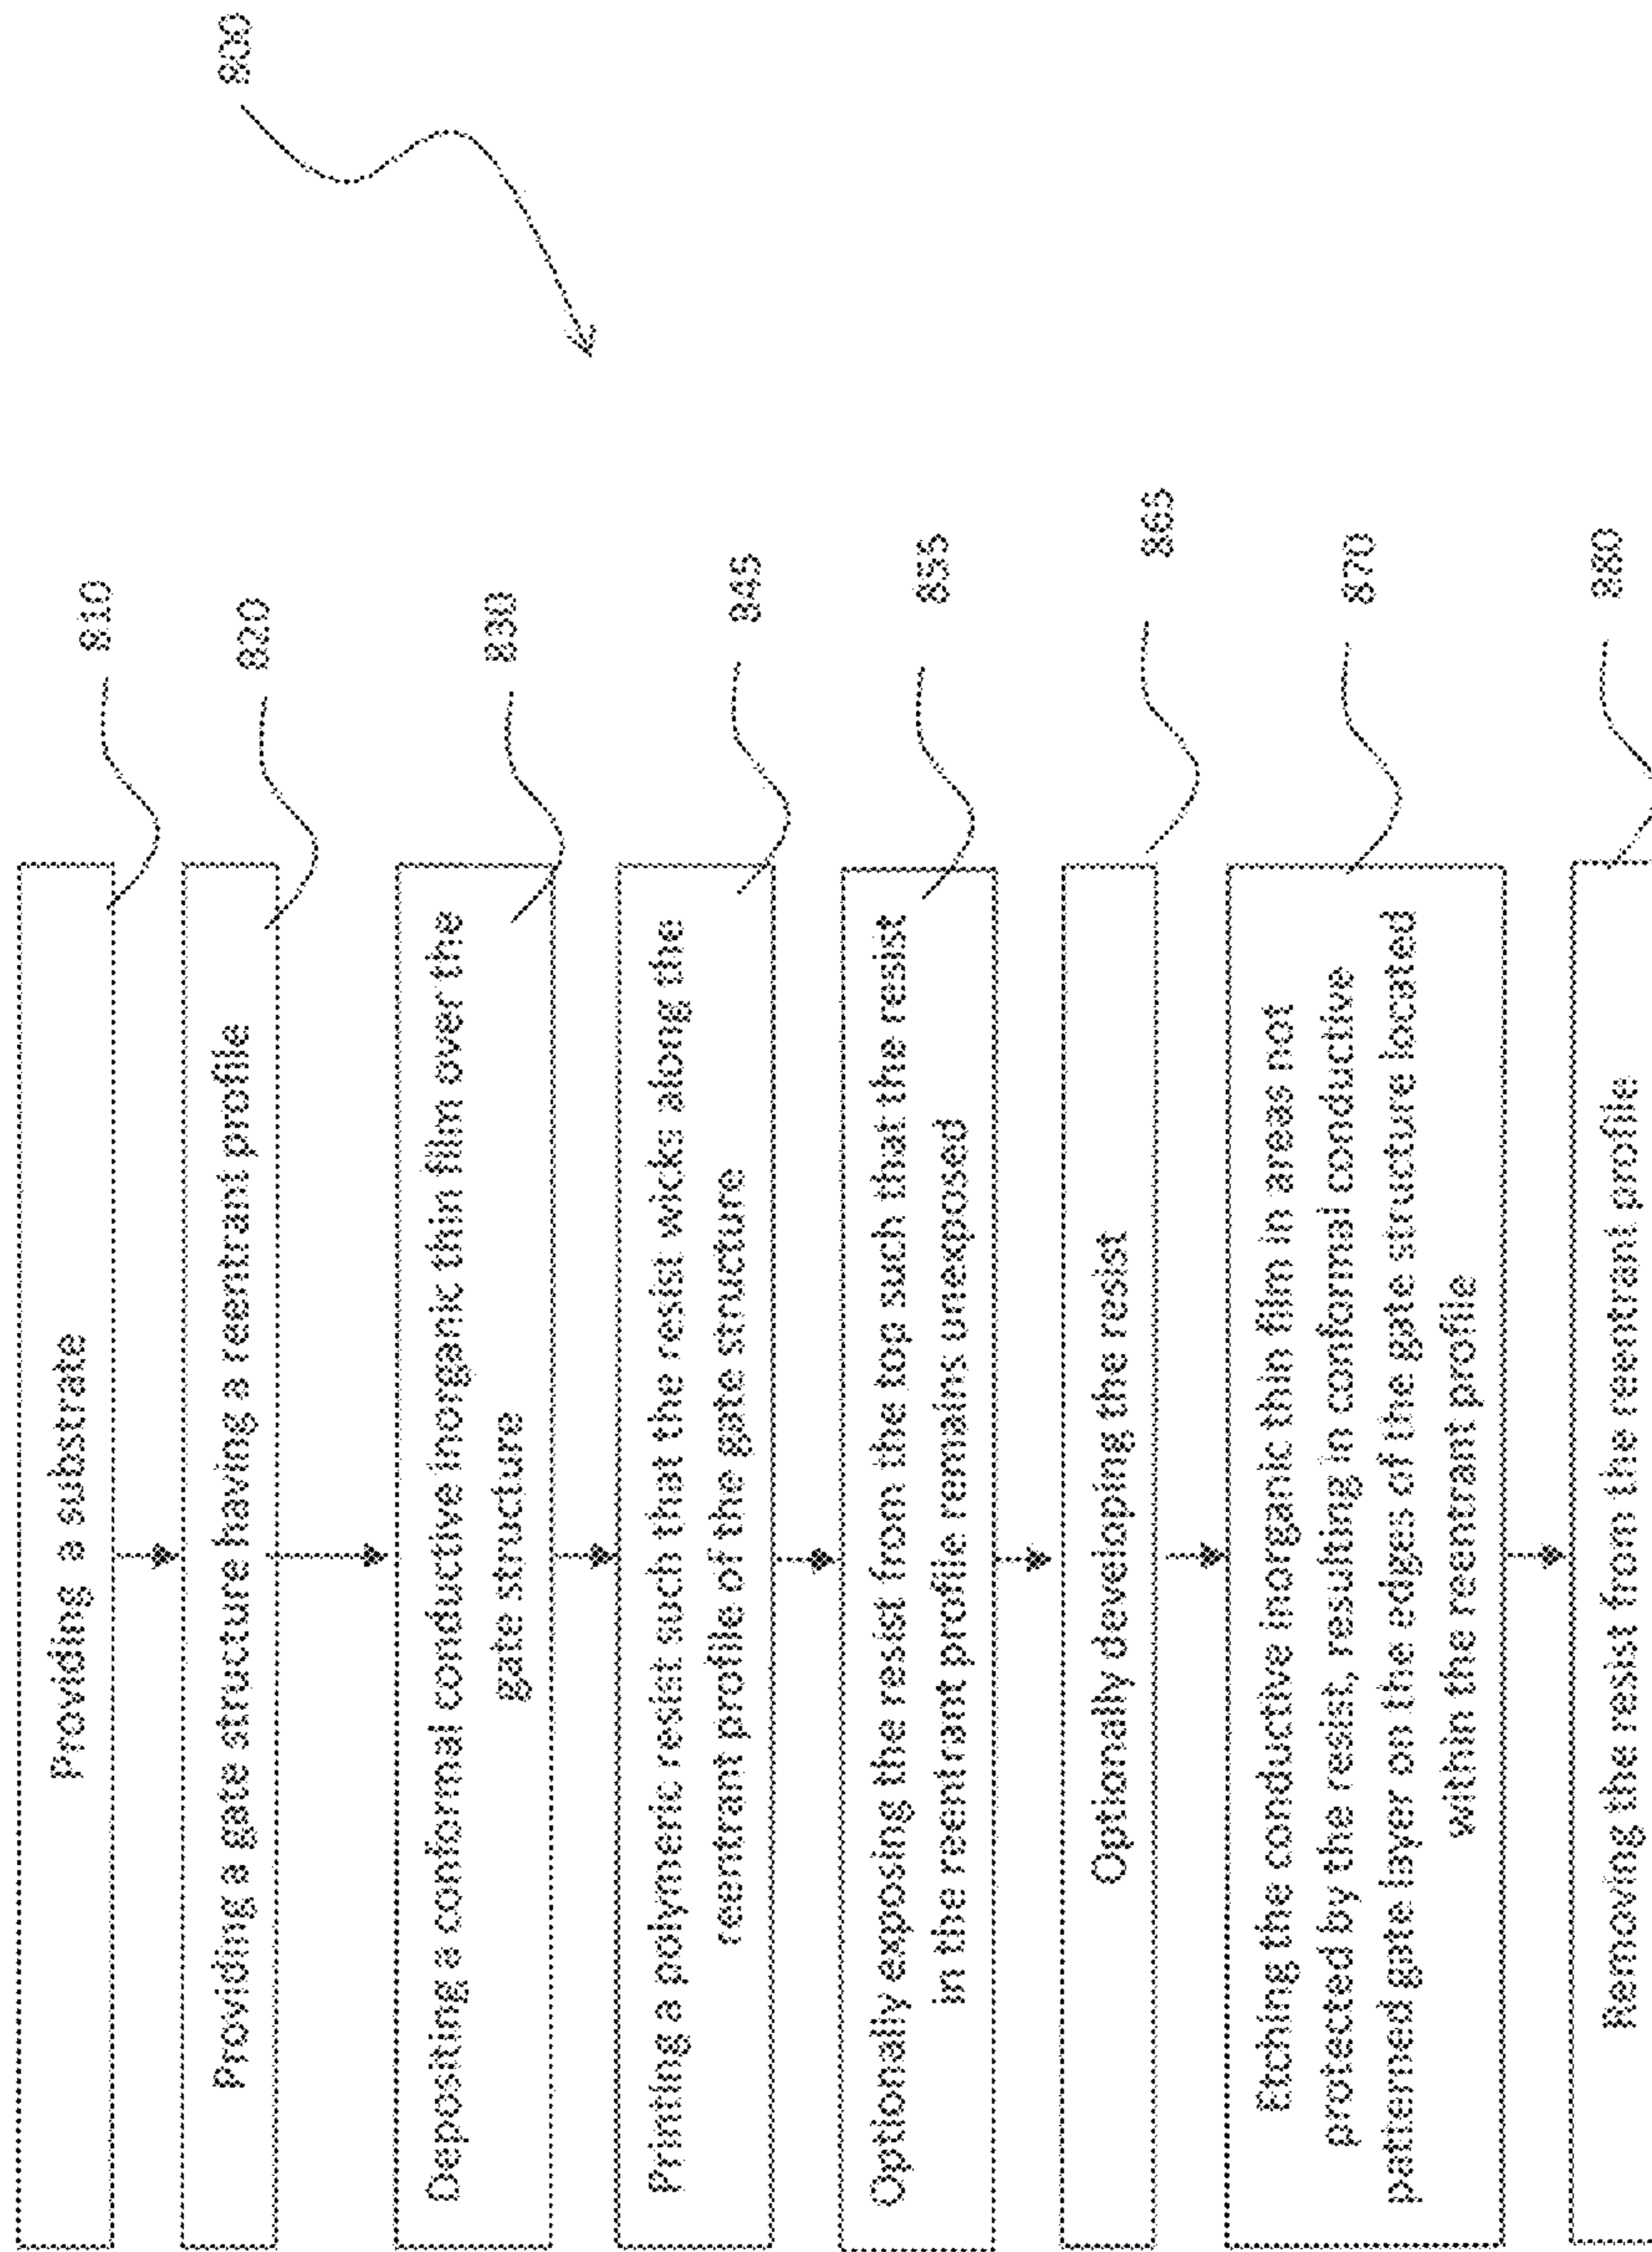 800
Providing a substrate
810
Providing a gate structure having a reentrant profile
820
Depositing a conformal conductive inorganic thin film over the
gate structure
830
Printing a polymeric resist such that the resist wicks along the
reentrant profile of the gate structure
845
Optionally exposing the resist from the top such that the resist
in the reentrant profile remains unexposed
855
Optionally developing the resist
865
Etching the conductive inorganic thin film in areas not
protected by the resist, resulting in conformal conductive
patterned gate layer on the edges of the gate structure located
within the reentrant profile
870
Removing the resist from the reentrant profile
880